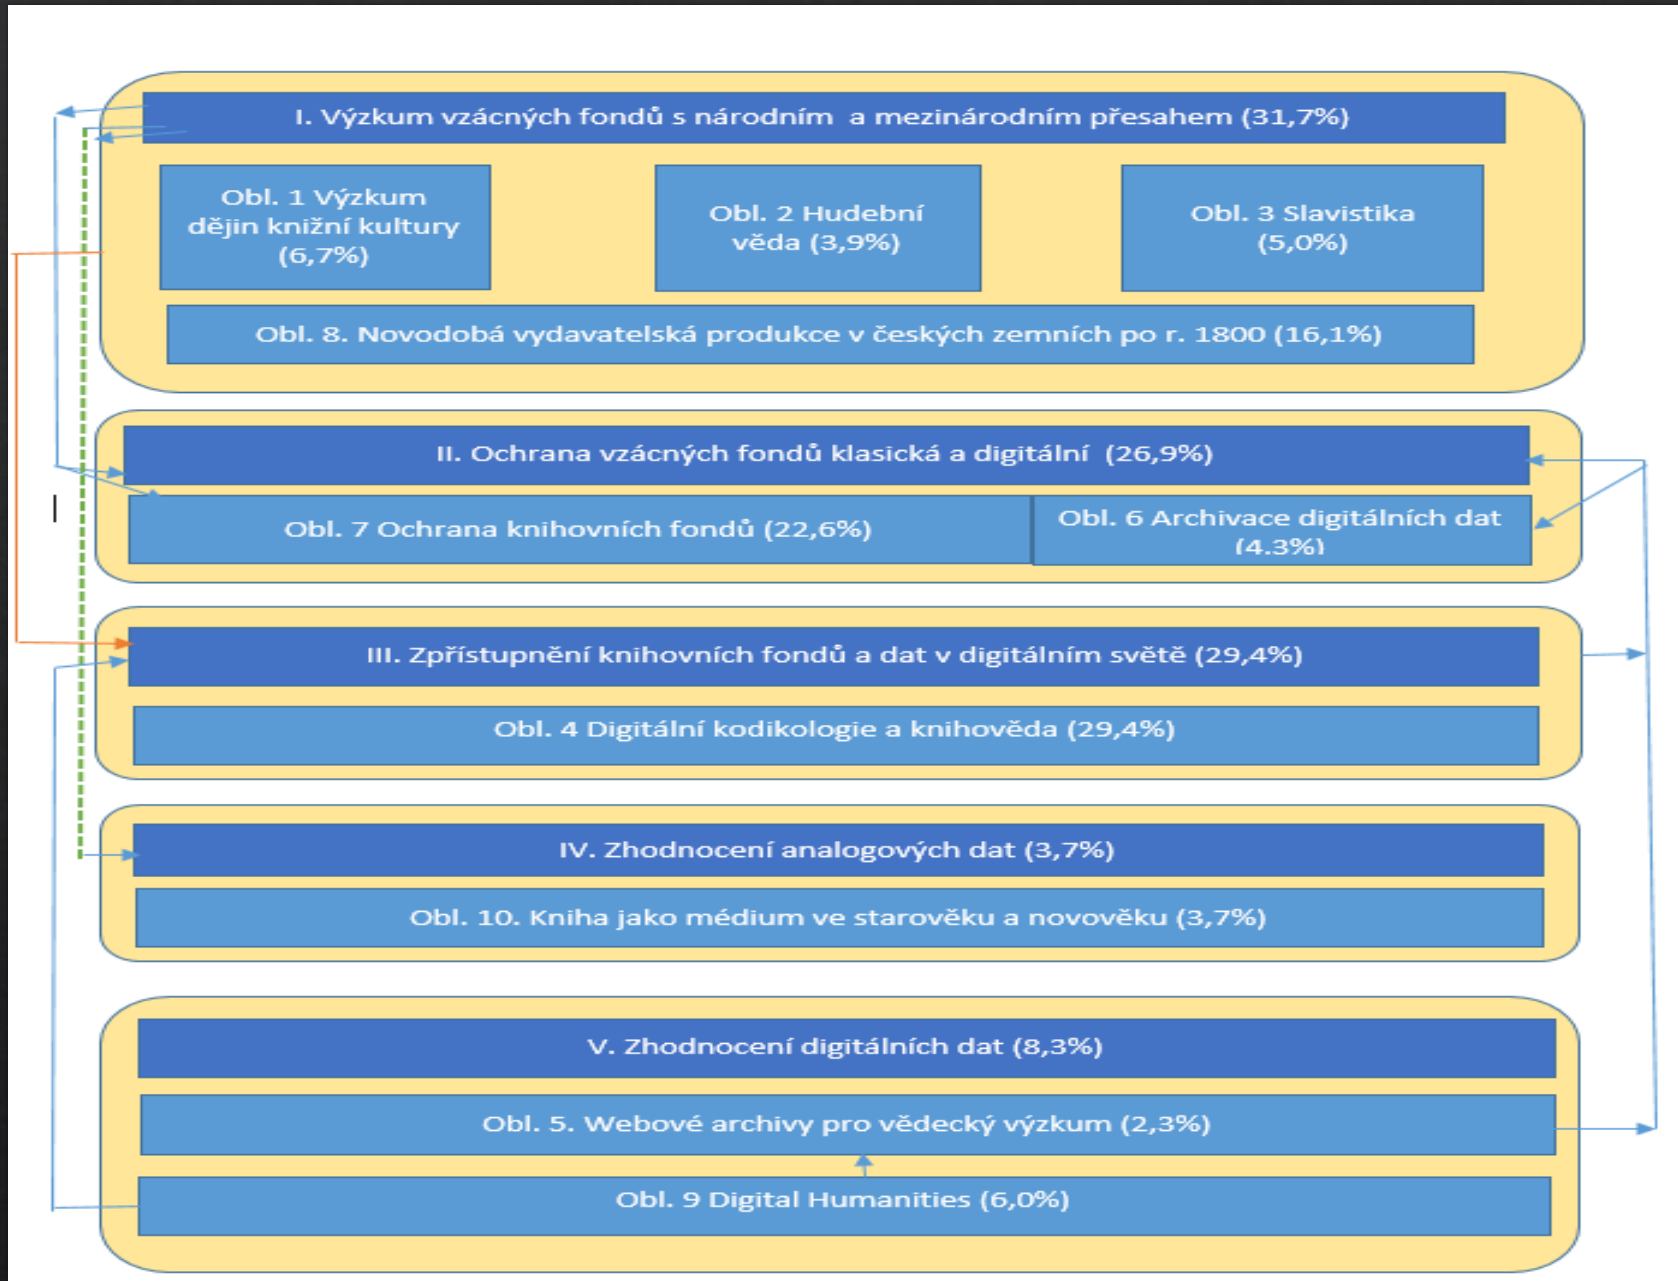 I. Výzkum vzácných fondů s národním a mezinárodním přesahem (31,7%)
Obl. 1 Výzkum
dějin knižní kultury
(6,7%)
Obl. 2 Hudební
věda (3,9%)
Obl. 3 Slavistika
(5,0%)
Obl. 8. Novodobá vydavatelská produkce v českých zemních po r. 1800 (16,1%)
II. Ochrana vzácných fondů klasická a digitální (26,9%)
Obl. 7 Ochrana knihovních fondů (22,6%)
Obl. 6 Archivace digitálních dat
(4.3%)
III. Zpřístupnění knihovních fondů a dat v digitálním světě (29,4%)
Obl. 4 Digitální kodikologie a knihověda (29,4%)
IV. Zhodnocení analogových dat (3,7%)
Obl. 10. Kniha jako médium ve starověku a novověku (3,7%)
V. Zhodnocení digitálních dat (8,3%)
Obl. 5. Webové archivy pro vědecký výzkum (2,3%)
Obl. 9 Digital Humanities (6,0%)